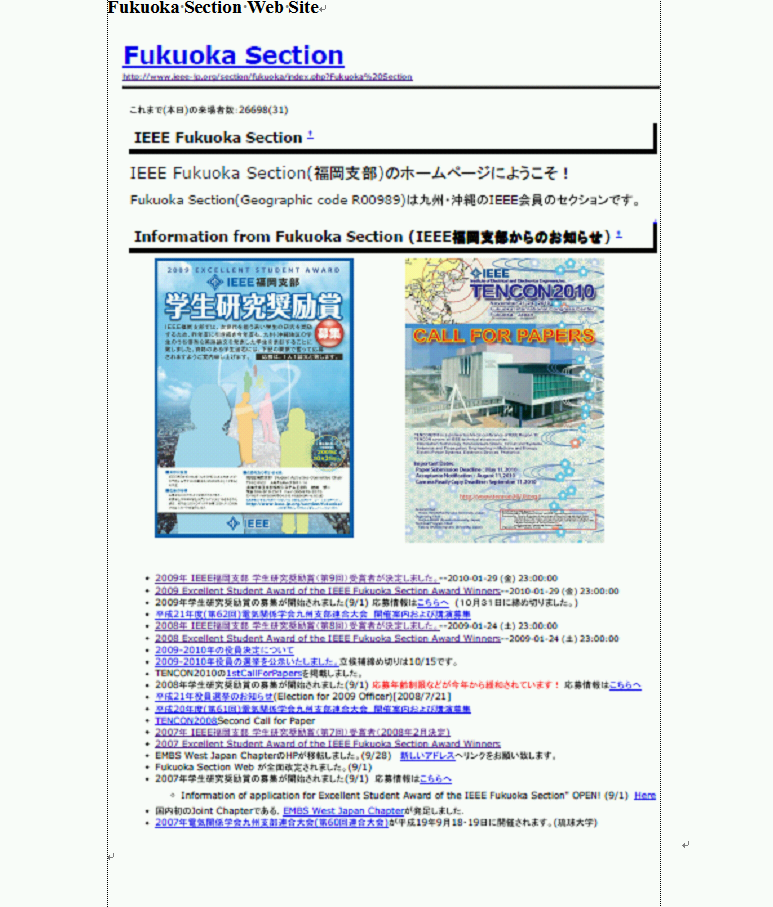 Fukuoka Section Web Site
Fukuoka Section
http://www.ieee-jp.org/section/fukuoka/index.php?Fukuoka%20Section
これまで(本日)の来場者数:26698(31)
IEEE Fukuoka Section †
IEEE Fukuoka Section(福岡支部)のホームページにようこそ！
Fukuoka Section(Geographic code R00989)は九州・沖縄のIEEE会員のセクションです。
Information from Fukuoka Section (IEEE福岡支部からのお知らせ) †
2009 EXCELLENT STUDENT AWARD
IEEE福岡支部
学生研究奨励賞
募集
IEEE
IEEE
TENCON2010
CALL FOR PAPERS
Important Dates
Paper Submission Deadline: May 11, 2010
Acceptance Notification: August 11, 2010
Camera Ready Copy Deadline: September 11, 2010
2009年 IEEE福岡支部 学生研究奨励賞(第9回)受賞者が決定しました。--2010-01-29 (金) 23:00:00
2009 Excellent Student Award of the IEEE Fukuoka Section Award Winners--2010-01-29 (金) 23:00:00
2009年学生研究奨励賞の募集が開始されました(9/1) 応募情報はこちらへ (10月31日に締め切りました。)
平成21年度(第62回)電気関係学会九州支部連合大会 開催案内および講演募集
2008年 IEEE福岡支部 学生研究奨励賞(第8回)受賞者が決定しました。--2009-01-24 (土) 23:00:00
2008 Excellent Student Award of the IEEE Fukuoka Section Award Winners--2009-01-24 (土) 23:00:00
2009-2010年の役員決定について
2009-2010年役員の選挙を公示いたしました。立候補締め切りは10/15です。
TENCON2010の1stCallForPapersを掲載しました。
2008年学生研究奨励賞の募集が開始されました(9/1) 応募年齢制限などが今年から緩和されています！ 応募情報はこちらへ
平成21年役員選挙のお知らせ(Election for 2009 Officer)[2008/7/21]
平成20年度(第61回)電気関係学会九州支部連合大会 開催案内および講演募集
TENCON2008Second Call for Paper
2007年 IEEE福岡支部 学生研究奨励賞(第7回)受賞者(2008年2月決定)
2007 Excellent Student Award of the IEEE Fukuoka Section Award Winners
EMBS West Japan ChapterのHPが移転しました。(9/28) 新しいアドレスへリンクをお願い致します。
Fukuoka Section Web が全面改定されました。(9/1)
2007年学生研究奨励賞の募集が開始されました(9/1) 応募情報はこちらへ
Information of application for Excellent Student Award of the IEEE Fukuoka Section" OPEN! (9/1) Here
国内初のJoint Chapterである, EMBS West Japan Chapterが発足しました.
2007年電気関係学会九州支部連合大会(第60回連合大会)が平成19年9月18-19日に開催されます。(琉球大学)